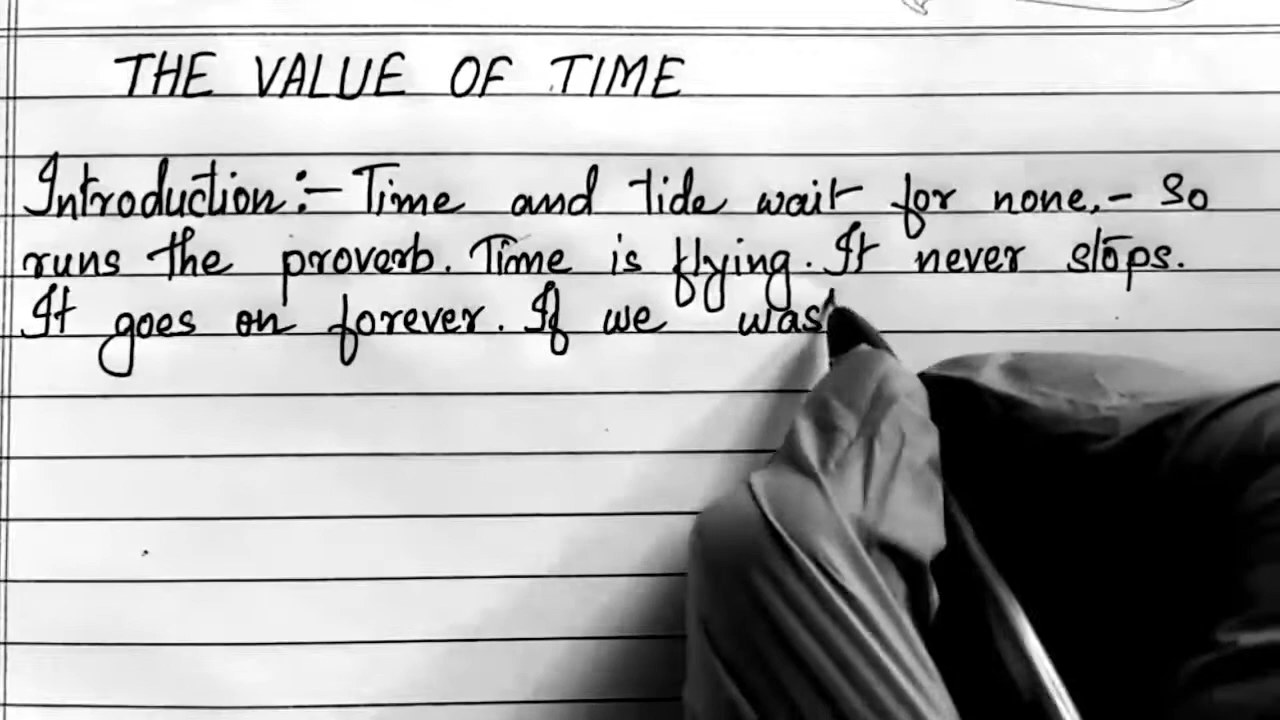 THE VALUE OF TIME
Introduction:- Time and tide wait for none,- So
runs the proverb. Time is flying. It never stops.
It goes on forever. If we was